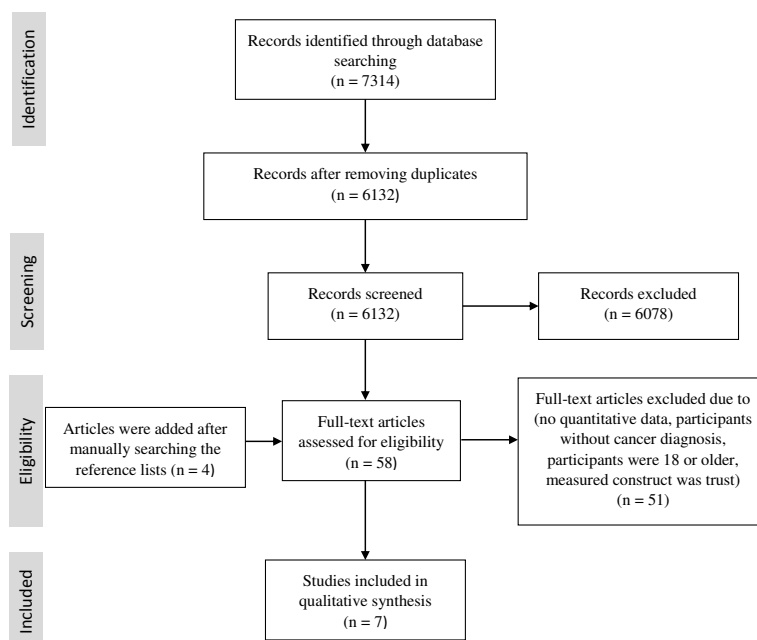 Identification
Records identified through database
searching
(n = 7314)
Records after removing duplicates
(n = 6132)
Screening
Records screened
(n = 6132)
Records excluded
(n = 6078)
Eligibility
Articles were added after
manually searching the
reference lists (n = 4)
Full-text articles
assessed for eligibility
(n = 58)
Full-text articles excluded due to
(no quantitative data, participants
without cancer diagnosis,
participants were 18 or older,
measured construct was trust)
(n = 51)
Included
Studies included in
qualitative synthesis
(n = 7)